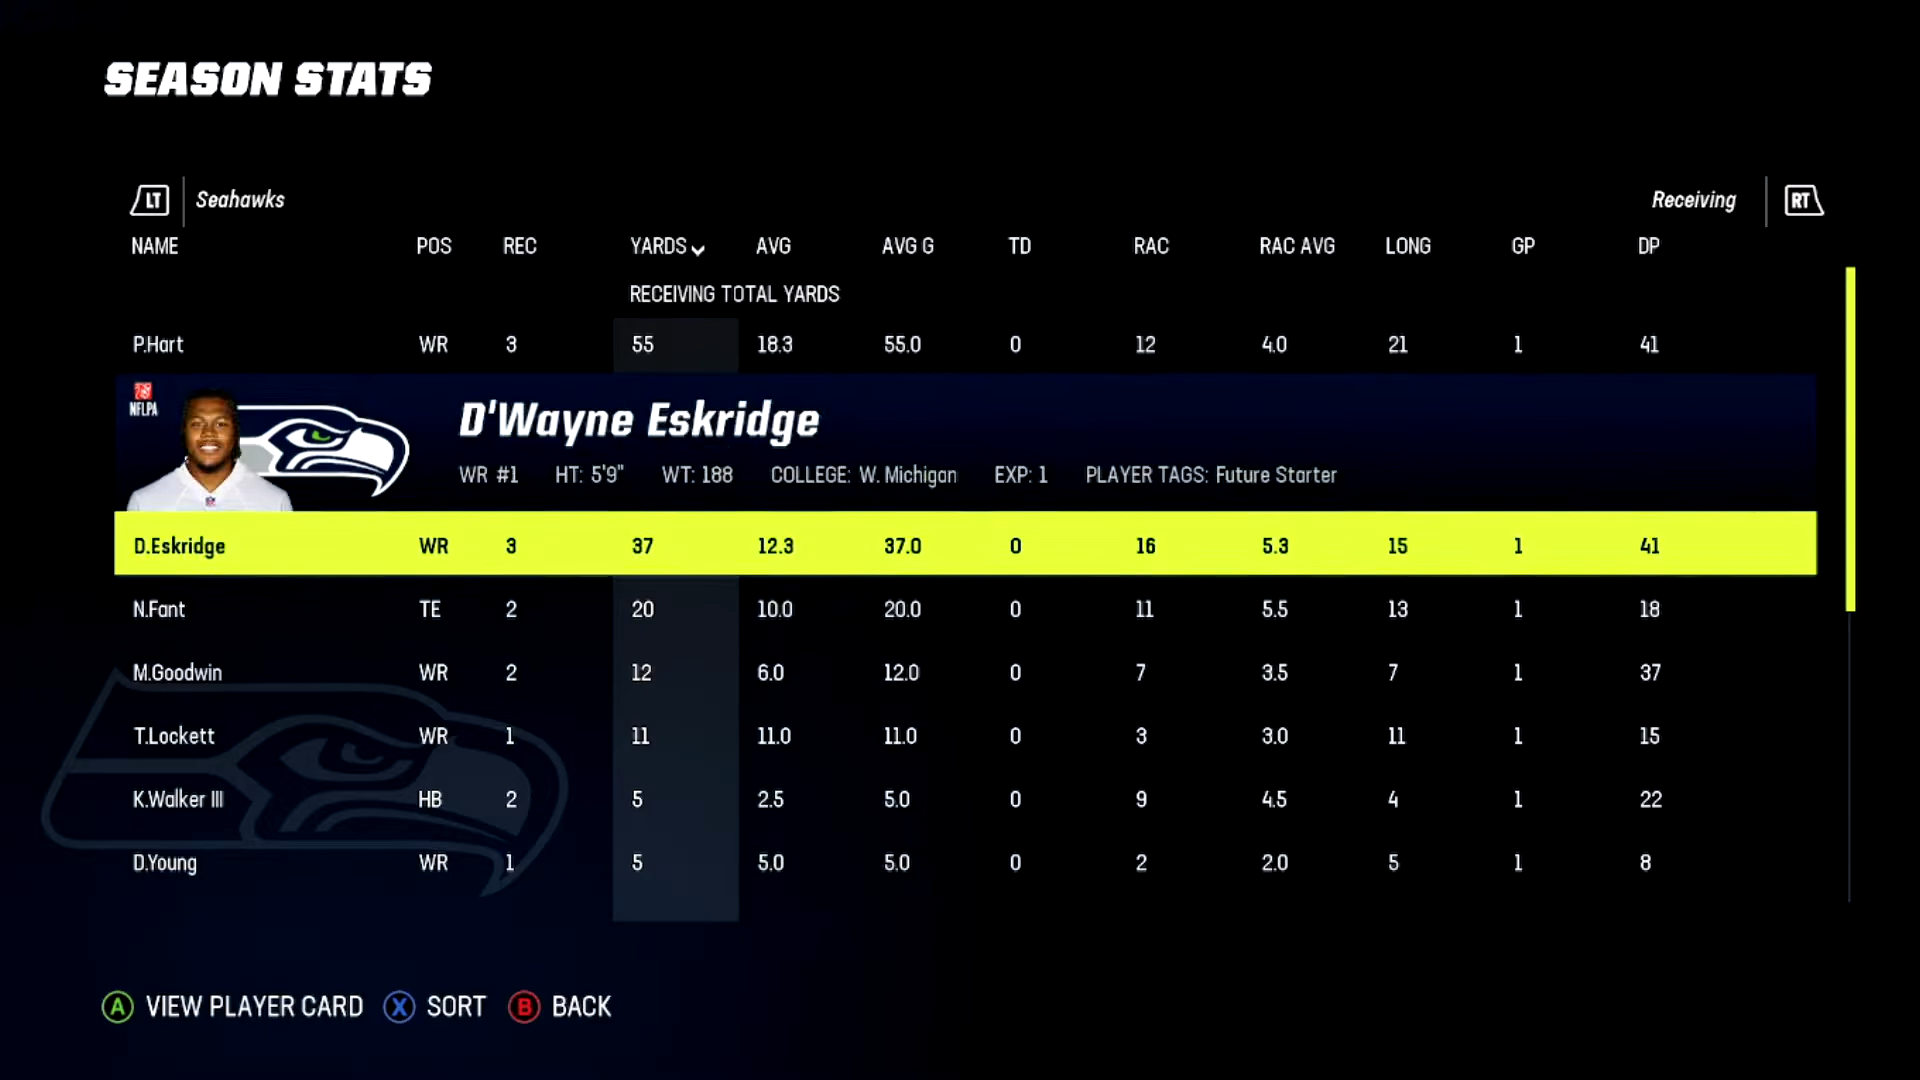 SEASON STATS
LT Seahawks Receiving RT
NAME POS REC YARDS AVG AVG G TD RAC RAC AVG LONG GP DP
RECEIVING TOTAL YARDS
P.Hart WR 3 55 18.3 55.0 0 12 4.0 21 1 41
NFLPA
D'Wayne Eskridge
WR #1 HT: 5'9" WT: 188 COLLEGE: W. Michigan EXP: 1 PLAYER TAGS: Future Starter
D.Eskridge WR 3 37 12.3 37.0 0 16 5.3 15 1 41
N.Fant TE 2 20 10.0 20.0 0 11 5.5 13 1 18
M.Goodwin WR 2 12 6.0 12.0 0 7 3.5 7 1 37
T.Lockett WR 1 11 11.0 11.0 0 3 3.0 11 1 15
K.Walker III HB 2 5 2.5 5.0 0 9 4.5 4 1 22
D.Young WR 1 5 5.0 5.0 0 2 2.0 5 1 8
A VIEW PLAYER CARD X SORT B BACK